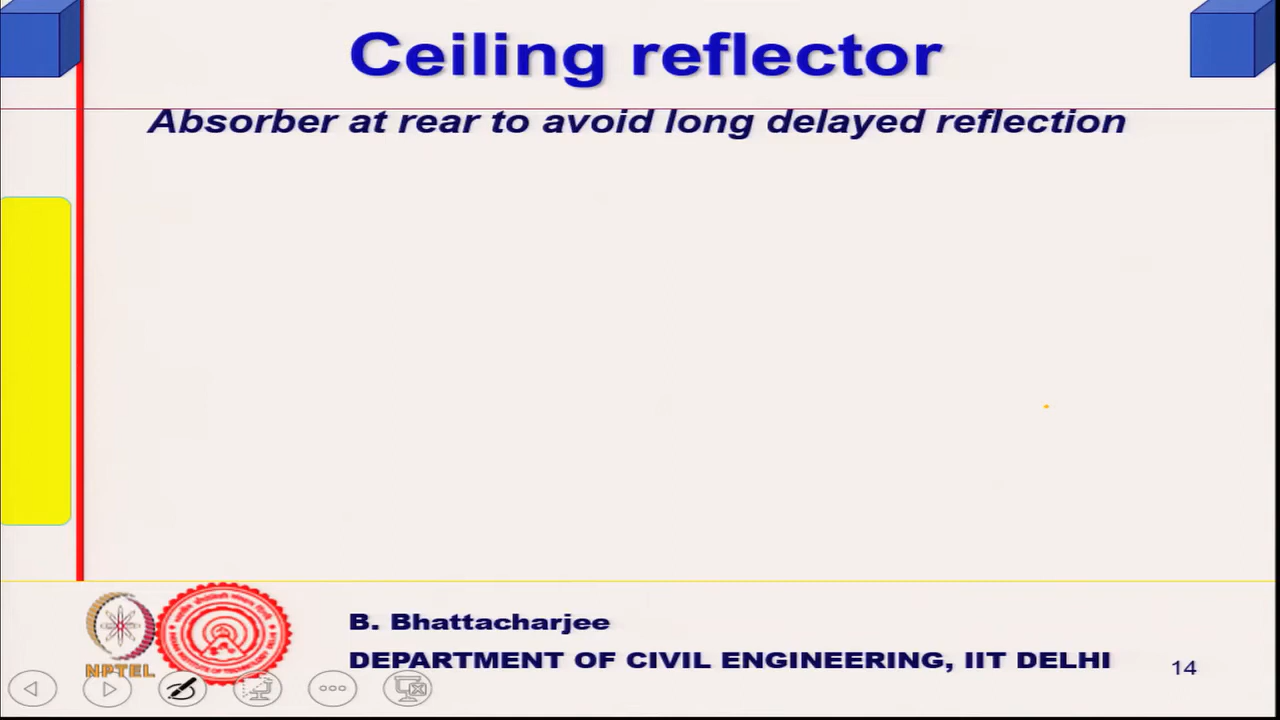 Ceiling reflector
Absorber at rear to avoid long delayed reflection
B. Bhattacharjee
DEPARTMENT OF CIVIL ENGINEERING, IIT DELHI
14
NPTEL